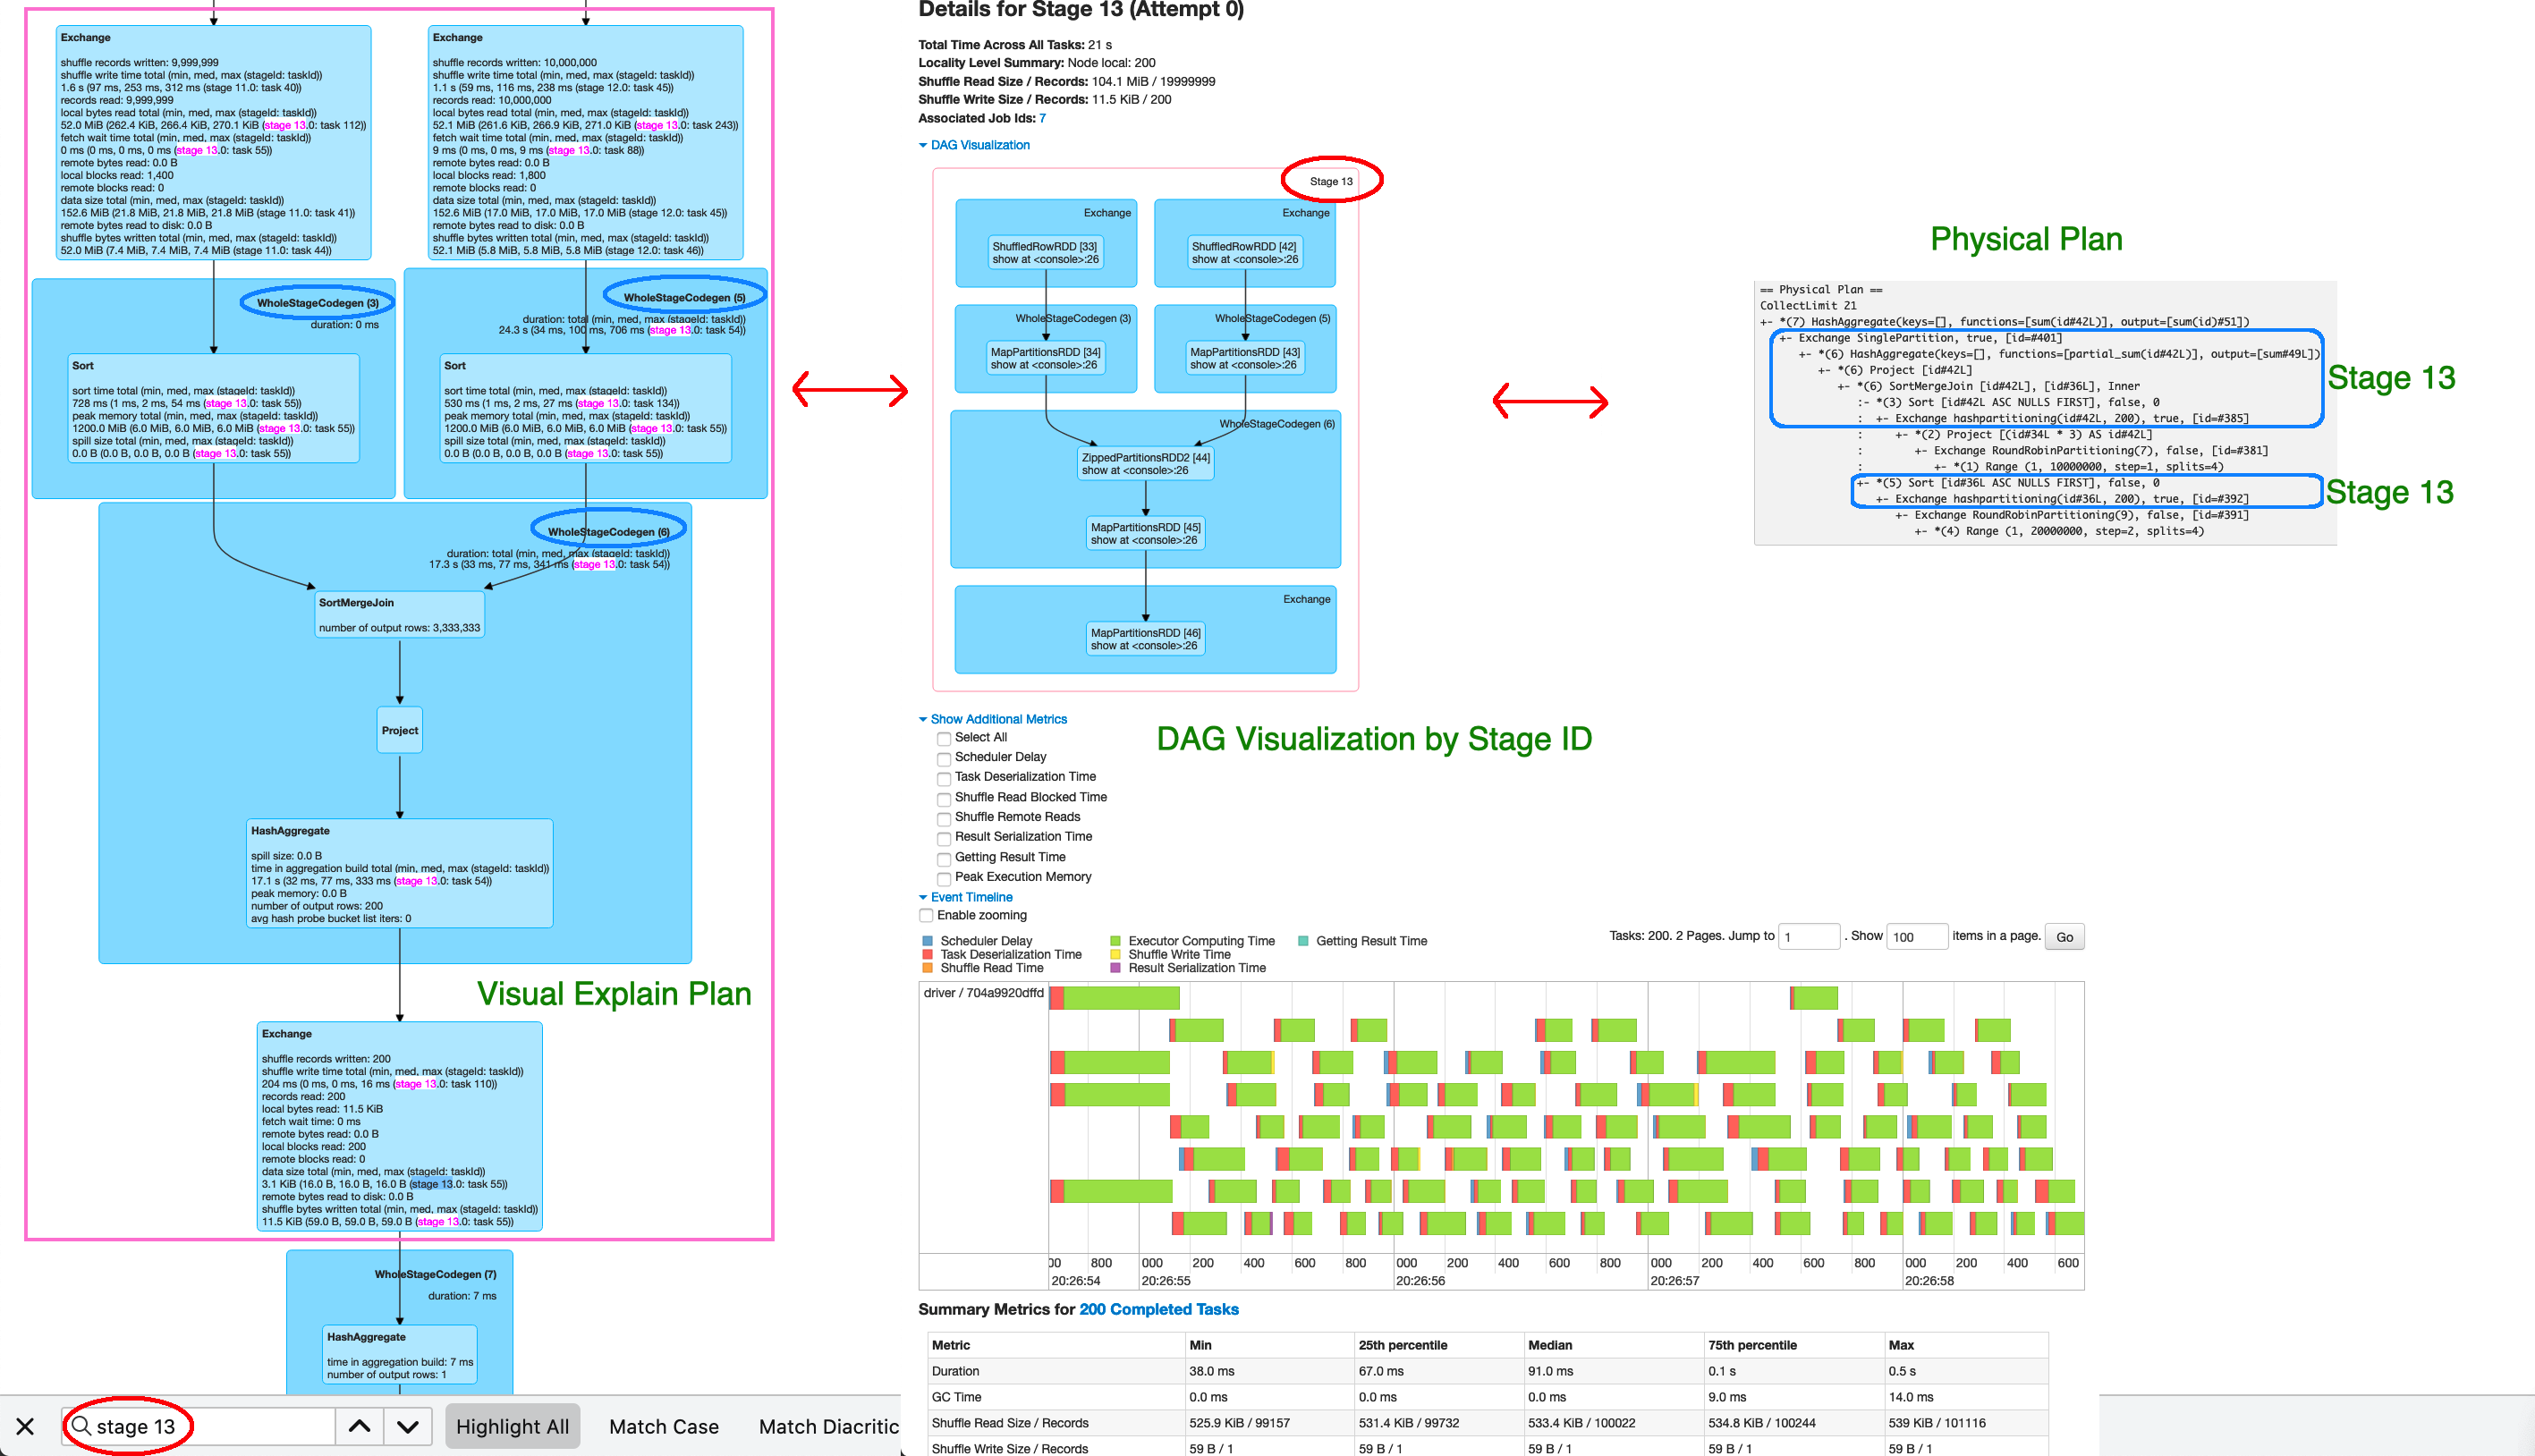 Exchange
shuffle records written: 9,999,999
shuffle write time total (min, med, max (stageId: taskId))
1.6 s (97 ms, 253 ms, 312 ms (stage 11.0: task 40))
records read: 9,999,999
local bytes read total (min, med, max (stageId: taskId))
52.0 MiB (262.4 KiB, 266.4 KiB, 270.1 KiB (stage 13.0: task 112))
fetch wait time total (min, med, max (stageId: taskId))
0 ms (0 ms, 0 ms, 0 ms (stage 13.0: task 55))
remote bytes read: 0.0 B
local blocks read: 1,400
remote blocks read: 0
data size total (min, med, max (stageId: taskId))
152.6 MiB (21.8 MiB, 21.8 MiB, 21.8 MiB (stage 11.0: task 41))
remote bytes read to disk: 0.0 B
shuffle bytes written total (min, med, max (stageId: taskId))
52.0 MiB (7.4 MiB, 7.4 MiB, 7.4 MiB (stage 11.0: task 44))
Exchange
shuffle records written: 10,000,000
shuffle write time total (min, med, max (stageId: taskId))
1.1 s (59 ms, 116 ms, 238 ms (stage 12.0: task 45))
records read: 10,000,000
local bytes read total (min, med, max (stageId: taskId))
52.1 MiB (261.6 KiB, 266.9 KiB, 271.0 KiB (stage 13.0: task 243))
fetch wait time total (min, med, max (stageId: taskId))
9 ms (0 ms, 0 ms, 9 ms (stage 13.0: task 88))
remote bytes read: 0.0 B
local blocks read: 1,800
remote blocks read: 0
data size total (min, med, max (stageId: taskId))
152.6 MiB (17.0 MiB, 17.0 MiB, 17.0 MiB (stage 12.0: task 45))
remote bytes read to disk: 0.0 B
shuffle bytes written total (min, med, max (stageId: taskId))
52.1 MiB (5.8 MiB, 5.8 MiB, 5.8 MiB (stage 12.0: task 46))
WholeStageCodegen (3)
duration: 0 ms
Sort
sort time total (min, med, max (stageId: taskId))
728 ms (1 ms, 2 ms, 54 ms (stage 13.0: task 55))
peak memory total (min, med, max (stageId: taskId))
1200.0 MiB (6.0 MiB, 6.0 MiB, 6.0 MiB (stage 13.0: task 55))
spill size total (min, med, max (stageId: taskId))
0.0 B (0.0 B, 0.0 B, 0.0 B (stage 13.0: task 55))
WholeStageCodegen (5)
duration: total (min, med, max (stageId: taskId))
24.3 s (34 ms, 100 ms, 706 ms (stage 13.0: task 54))
Sort
sort time total (min, med, max (stageId: taskId))
530 ms (1 ms, 2 ms, 27 ms (stage 13.0: task 134))
peak memory total (min, med, max (stageId: taskId))
1200.0 MiB (6.0 MiB, 6.0 MiB, 6.0 MiB (stage 13.0: task 55))
spill size total (min, med, max (stageId: taskId))
0.0 B (0.0 B, 0.0 B, 0.0 B (stage 13.0: task 55))
WholeStageCodegen (6)
duration: total (min, med, max (stageId: taskId))
17.3 s (33 ms, 77 ms, 341 ms (stage 13.0: task 54))
SortMergeJoin
number of output rows: 3,333,333
Project
HashAggregate
spill size: 0.0 B
time in aggregation build total (min, med, max (stageId: taskId))
17.1 s (32 ms, 77 ms, 333 ms (stage 13.0: task 54))
peak memory: 0.0 B
number of output rows: 200
avg hash probe bucket list iters: 0
Visual Explain Plan
Exchange
shuffle records written: 200
shuffle write time total (min, med, max (stageId: taskId))
204 ms (0 ms, 0 ms, 16 ms (stage 13.0: task 110))
records read: 200
local bytes read: 11.5 KiB
fetch wait time: 0 ms
remote bytes read: 0.0 B
local blocks read: 200
remote blocks read: 0
data size total (min, med, max (stageId: taskId))
3.1 KiB (16.0 B, 16.0 B, 16.0 B (stage 13.0: task 55))
remote bytes read to disk: 0.0 B
shuffle bytes written total (min, med, max (stageId: taskId))
11.5 KiB (59.0 B, 59.0 B, 59.0 B (stage 13.0: task 55))
WholeStageCodegen (7)
duration: 7 ms
HashAggregate
time in aggregation build: 7 ms
number of output rows: 1
stage 13
Highlight All
Match Case
Match Diacritic
Details for Stage 13 (Attempt 0)
Total Time Across All Tasks: 21 s
Locality Level Summary: Node local: 200
Shuffle Read Size / Records: 104.1 MiB / 19999999
Shuffle Write Size / Records: 11.5 KiB / 200
Associated Job Ids: 7
DAG Visualization
Stage 13
Exchange
ShuffledRowRDD [33]
show at <console>:26
Exchange
ShuffledRowRDD [42]
show at <console>:26
WholeStageCodegen (3)
MapPartitionsRDD [34]
show at <console>:26
WholeStageCodegen (5)
MapPartitionsRDD [43]
show at <console>:26
WholeStageCodegen (6)
ZippedPartitionsRDD2 [44]
show at <console>:26
MapPartitionsRDD [45]
show at <console>:26
Exchange
MapPartitionsRDD [46]
show at <console>:26
Show Additional Metrics
Select All
Scheduler Delay
Task Deserialization Time
Shuffle Read Blocked Time
Shuffle Remote Reads
Result Serialization Time
Getting Result Time
Peak Execution Memory
DAG Visualization by Stage ID
Event Timeline
Enable zooming
Scheduler Delay
Executor Computing Time
Getting Result Time
Task Deserialization Time
Shuffle Write Time
Shuffle Read Time
Result Serialization Time
Tasks: 200. 2 Pages. Jump to 1 . Show 100 items in a page. Go
driver / 704a9920dffd
00 800 000 200 400 600 800 000 200 400 600 800 000 200 400 600 800 000 200 400 600
20:26:54 20:26:55 20:26:56 20:26:57 20:26:58
Summary Metrics for 200 Completed Tasks
Metric Min 25th percentile Median 75th percentile Max
Duration 38.0 ms 67.0 ms 91.0 ms 0.1 s 0.5 s
GC Time 0.0 ms 0.0 ms 0.0 ms 9.0 ms 14.0 ms
Shuffle Read Size / Records 525.9 KiB / 99157 531.4 KiB / 99732 533.4 KiB / 100022 534.8 KiB / 100244 539 KiB / 101116
Shuffle Write Size / Records 59 B / 1 59 B / 1 59 B / 1 59 B / 1 59 B / 1
Physical Plan
== Physical Plan ==
CollectLimit 21
+- *(7) HashAggregate(keys=[], functions=[sum(id#42L)], output=[sum(id)#51])
+- Exchange SinglePartition, true, [id=#401]
+- *(6) HashAggregate(keys=[], functions=[partial_sum(id#42L)], output=[sum#49L])
+- *(6) Project [id#42L]
+- *(6) SortMergeJoin [id#42L], [id#36L], Inner
:- *(3) Sort [id#42L ASC NULLS FIRST], false, 0
: +- Exchange hashpartitioning(id#42L, 200), true, [id=#385]
: +- *(2) Project [(id#34L * 3) AS id#42L]
: +- Exchange RoundRobinPartitioning(7), false, [id=#381]
: +- *(1) Range (1, 10000000, step=1, splits=4)
+- *(5) Sort [id#36L ASC NULLS FIRST], false, 0
+- Exchange hashpartitioning(id#36L, 200), true, [id=#392]
+- Exchange RoundRobinPartitioning(9), false, [id=#391]
+- *(4) Range (1, 20000000, step=2, splits=4)
Stage 13
Stage 13